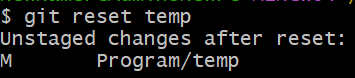 $ git reset temp
Unstaged changes after reset:
M       Program/temp